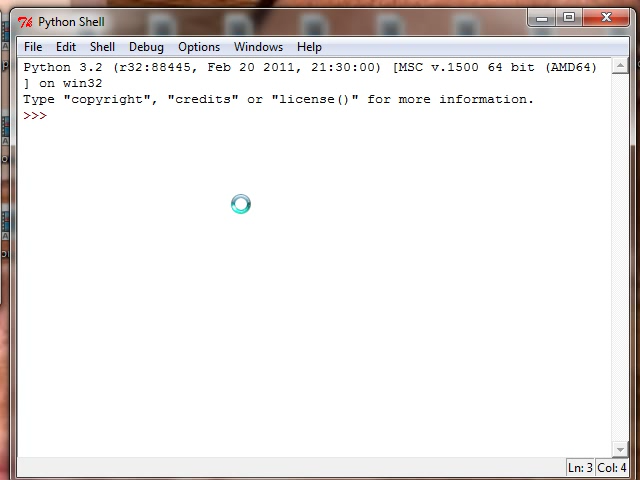 Python Shell
File Edit Shell Debug Options Windows Help
Python 3.2 (r32:88445, Feb 20 2011, 21:30:00) [MSC v.1500 64 bit (AMD64)
] on win32
Type "copyright", "credits" or "license()" for more information.
>>>
Ln: 3 Col: 4